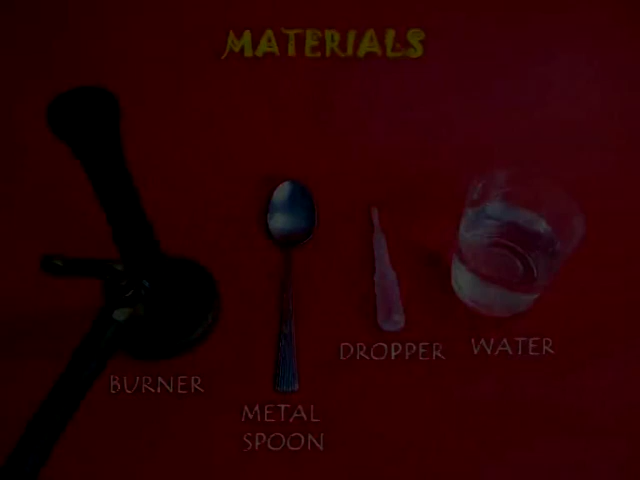 MATERIALS
DROPPER
WATER
BURNER
METAL
SPOON